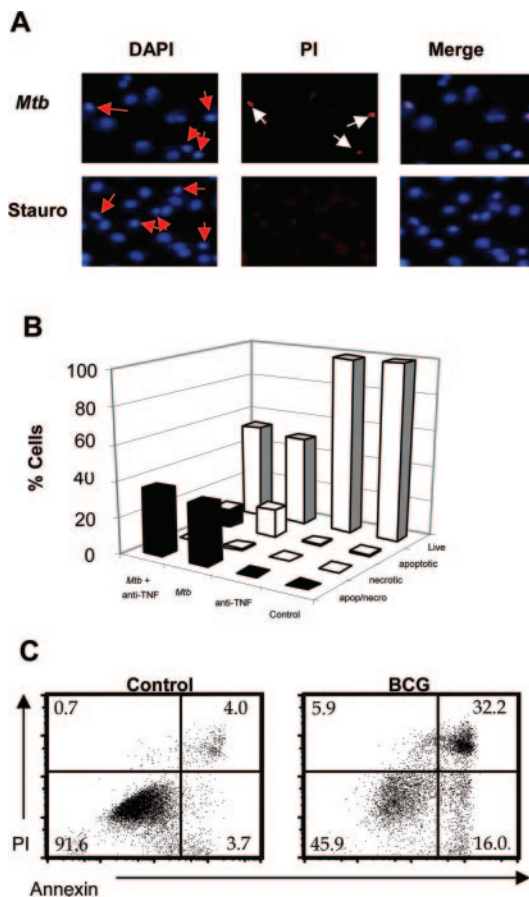 A
DAPI PI Merge
Mtb
Stauro
B
100
80
60
40
20
0
% Cells
Mtb +
anti-TNF
Mtb
anti-TNF
Control
Live
apoptotic
necrotic
apop/necro
C
Control BCG
0.7 4.0 5.9 32.2
91.6 3.7 45.9 16.0.
PI
Annexin